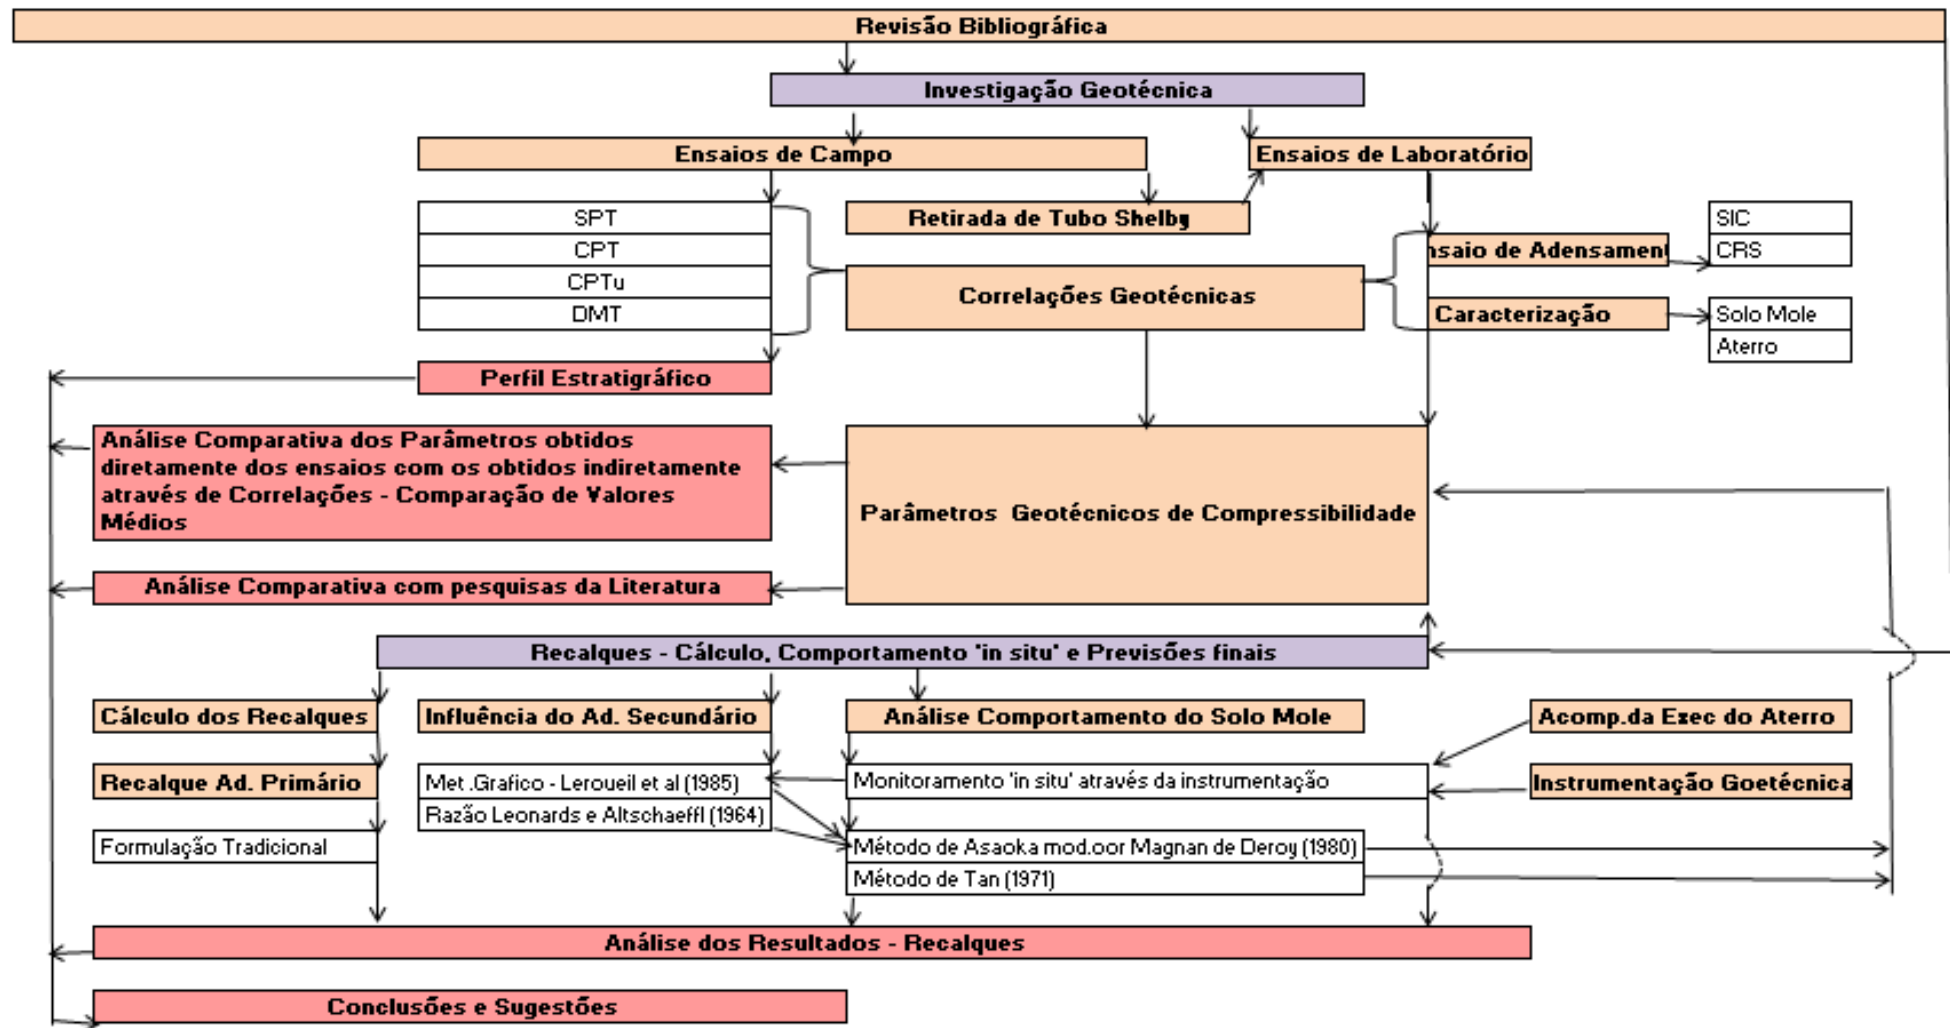 Revisão Bibliográfica
Investigação Geotécnica
Ensaios de Campo
Ensaios de Laboratório
SPT
Retirada de Tubo Shelby
SIC
CPT
nsaio de Adensament
CRS
CPTu
Correlações Geotécnicas
DMT
Caracterização
Solo Mole
Aterro
Perfil Estratigráfico
Análise Comparativa dos Parâmetros obtidos
diretamente dos ensaios com os obtidos indiretamente
através de Correlações - Comparação de Valores
Médios
Parâmetros Geotécnicos de Compressibilidade
Análise Comparativa com pesquisas da Literatura
Recalques - Cálculo, Comportamento 'in situ' e Previsões finais
Cálculo dos Recalques
Influência do Ad. Secundário
Análise Comportamento do Solo Mole
Acomp.da Exec do Aterro
Recalque Ad. Primário
Met.Grafico - Leroueil et al (1985)
Monitoramento 'in situ' através da instrumentação
Instrumentação Goetécnica
Razão Leonards e Altschaeffl (1964)
Formulação Tradicional
Método de Asaoka mod.oor Magnan de Deroy (1980)
Método de Tan (1971)
Análise dos Resultados - Recalques
Conclusões e Sugestões